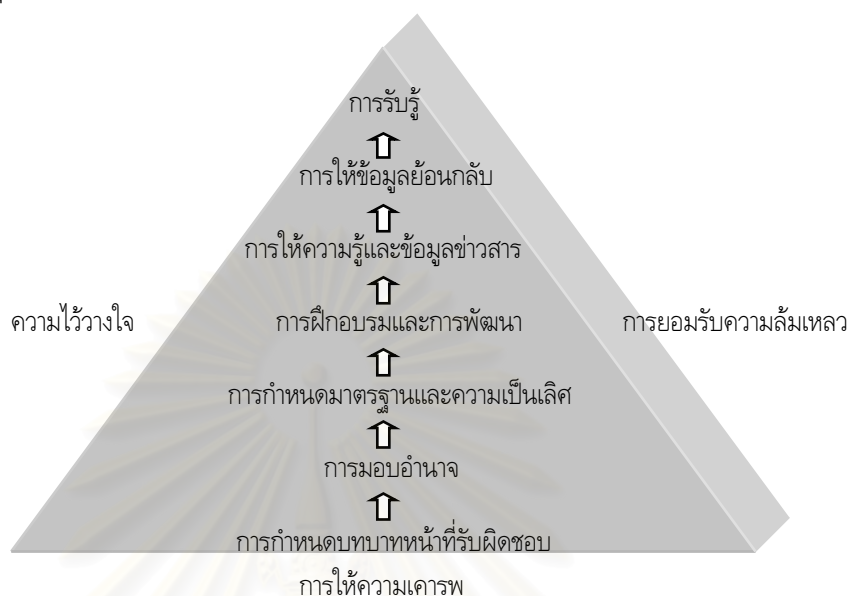 การรับรู้
การให้ข้อมูลย้อนกลับ
การให้ความรู้และข้อมูลข่าวสาร
ความไว้วางใจ การฝึกอบรมและการพัฒนา การยอมรับความล้มเหลว
การกำหนดมาตรฐานและความเป็นเลิศ
การมอบอำนาจ
การกำหนดบทบาทหน้าที่รับผิดชอบ
การให้ความเคารพ